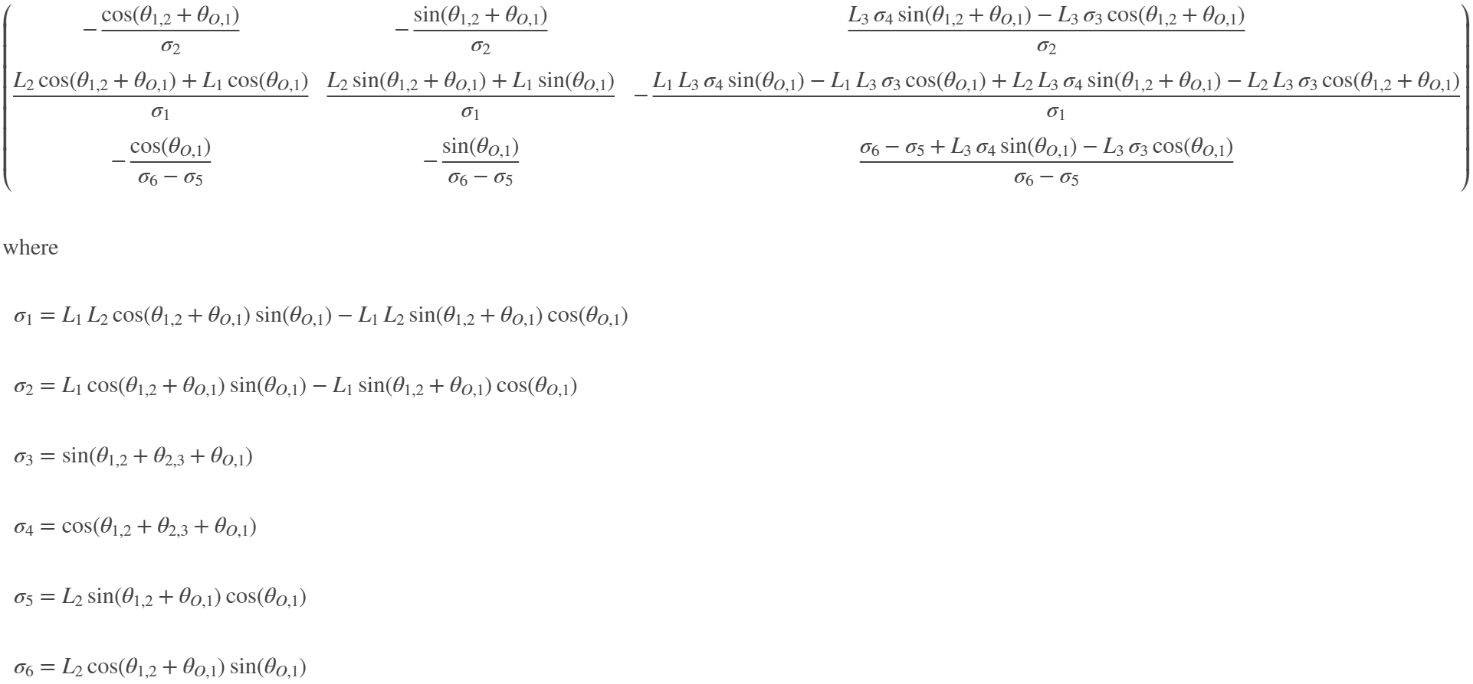 −cos(θ1,2 + θO,1)/σ2 −sin(θ1,2 + θO,1)/σ2 (L3 σ4 sin(θ1,2 + θO,1) − L3 σ3 cos(θ1,2 + θO,1))/σ2
(L2 cos(θ1,2 + θO,1) + L1 cos(θO,1))/σ1 (L2 sin(θ1,2 + θO,1) + L1 sin(θO,1))/σ1 −(L1 L3 σ4 sin(θO,1) − L1 L3 σ3 cos(θO,1) + L2 L3 σ4 sin(θ1,2 + θO,1) − L2 L3 σ3 cos(θ1,2 + θO,1))/σ1
−cos(θO,1)/(σ6 − σ5) −sin(θO,1)/(σ6 − σ5) (σ6 − σ5 + L3 σ4 sin(θO,1) − L3 σ3 cos(θO,1))/(σ6 − σ5)
where
σ1 = L1 L2 cos(θ1,2 + θO,1) sin(θO,1) − L1 L2 sin(θ1,2 + θO,1) cos(θO,1)
σ2 = L1 cos(θ1,2 + θO,1) sin(θO,1) − L1 sin(θ1,2 + θO,1) cos(θO,1)
σ3 = sin(θ1,2 + θ2,3 + θO,1)
σ4 = cos(θ1,2 + θ2,3 + θO,1)
σ5 = L2 sin(θ1,2 + θO,1) cos(θO,1)
σ6 = L2 cos(θ1,2 + θO,1) sin(θO,1)